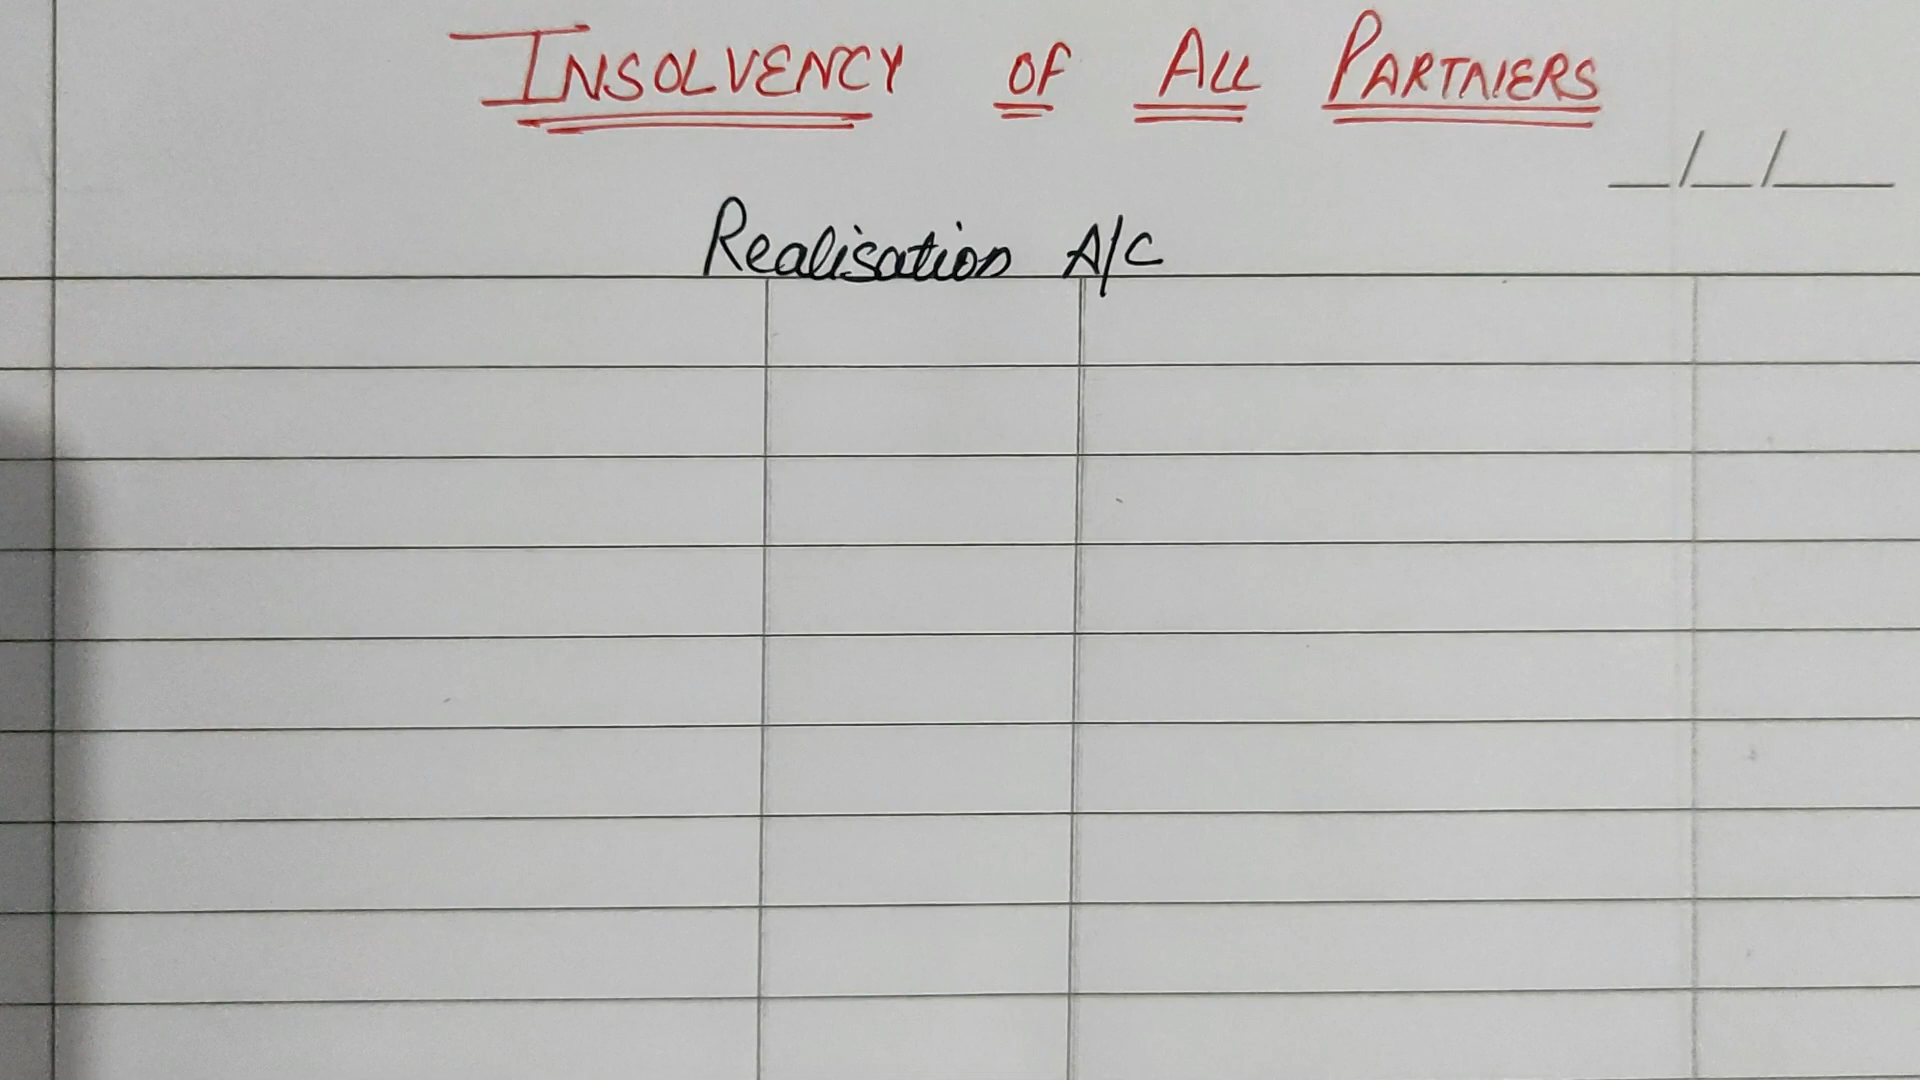 INSOLVENCY OF ALL PARTNERS
__/__/____
Realisation A/C